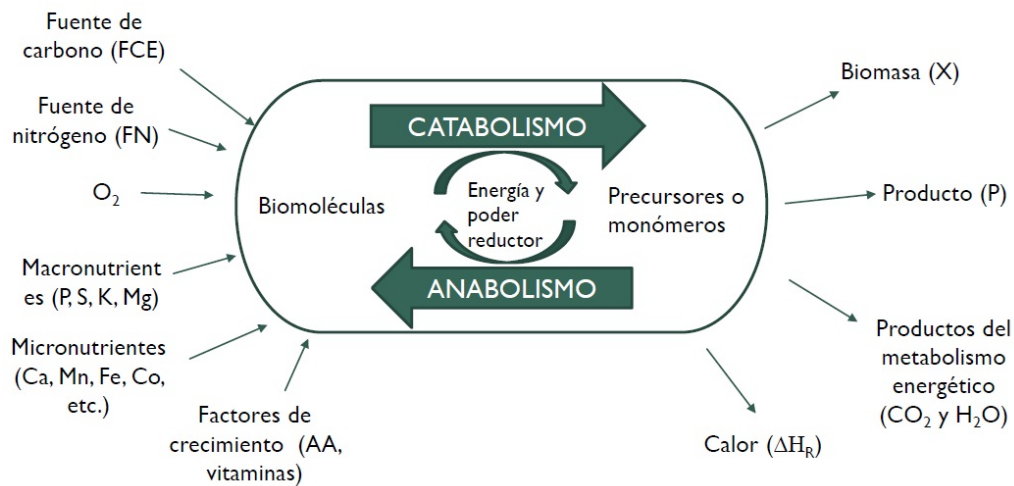 Fuente de
carbono (FCE)
Fuente de
nitrógeno (FN)
O₂
Macronutrient
es (P, S, K, Mg)
Micronutrientes
(Ca, Mn, Fe, Co,
etc.)
Factores de
crecimiento (AA,
vitaminas)
CATABOLISMO
Biomoléculas
Energía y
poder
reductor
Precursores o
monómeros
ANABOLISMO
Biomasa (X)
Producto (P)
Productos del
metabolismo
energético
(CO₂ y H₂O)
Calor (ΔH_R)